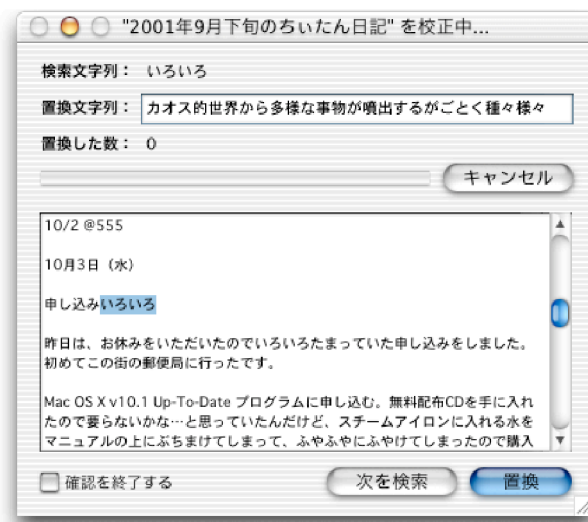 "2001年9月下旬のちぃたん日記" を校正中...
検索文字列： いろいろ
置換文字列： カオス的世界から多様な事物が噴出するがごとく種々様々
置換した数： 0
キャンセル
10/2 @555
10月3日（水）
申し込みいろいろ
昨日は、お休みをいただいたのでいろいろたまっていた申し込みをしました。
初めてこの街の郵便局に行ったです。
Mac OS X v10.1 Up-To-Date プログラムに申し込む。無料配布CDを手に入れ
たので要らないかな…と思っていたんだけど、スチームアイロンに入れる水を
マニュアルの上にぶちまけてしまって、ふやふやにふやけてしまったので購入
確認を終了する
次を検索
置換